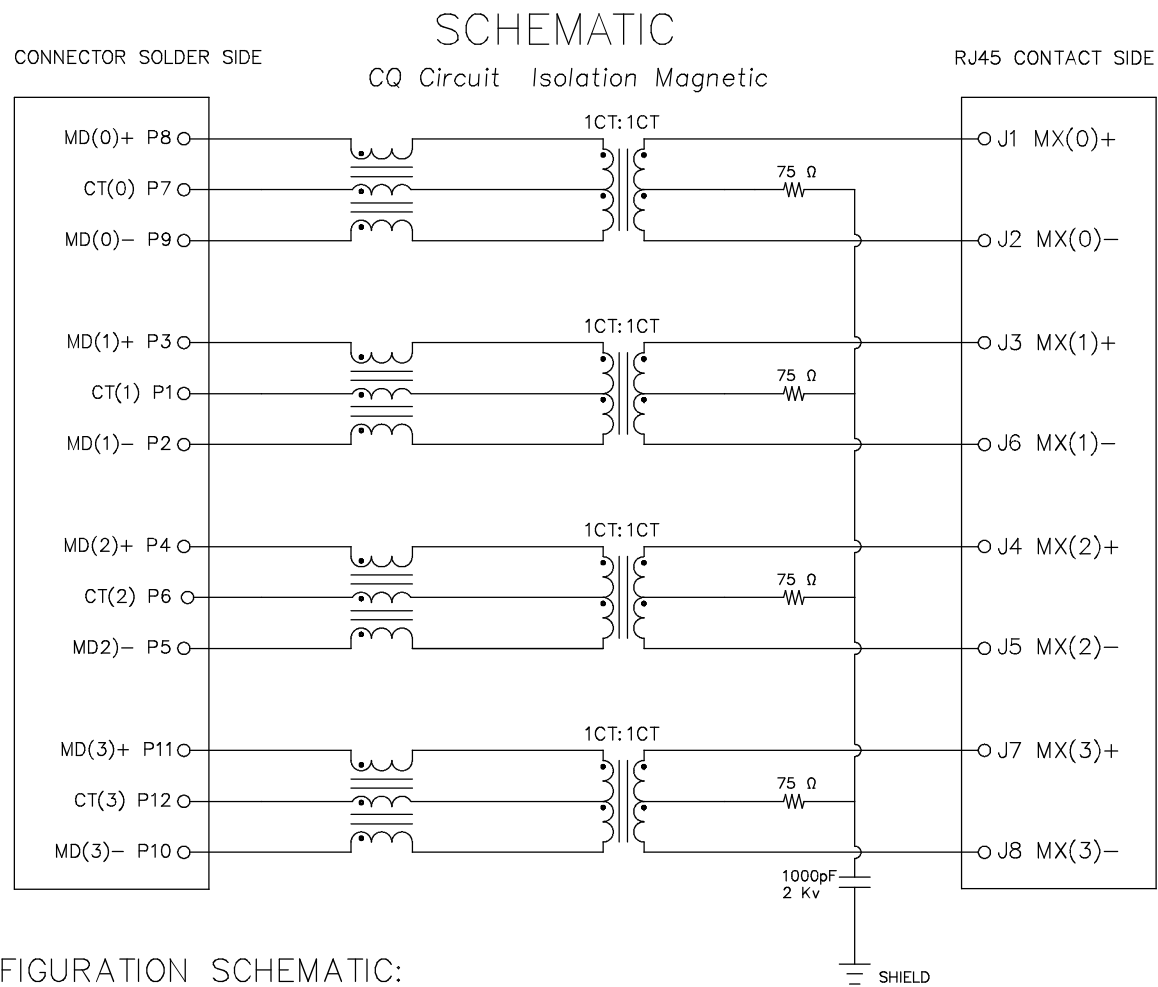 SCHEMATIC
CONNECTOR SOLDER SIDE
RJ45 CONTACT SIDE
CQ Circuit Isolation Magnetic
1CT:1CT
MD(0)+ P8
J1 MX(0)+
75 Ω
CT(0) P7
MD(0)- P9
J2 MX(0)-
1CT:1CT
MD(1)+ P3
J3 MX(1)+
75 Ω
CT(1) P1
MD(1)- P2
J6 MX(1)-
1CT:1CT
MD(2)+ P4
J4 MX(2)+
75 Ω
CT(2) P6
MD2)- P5
J5 MX(2)-
1CT:1CT
MD(3)+ P11
J7 MX(3)+
75 Ω
CT(3) P12
MD(3)- P10
J8 MX(3)-
1000pF
2 Kv
FIGURATION SCHEMATIC:
SHIELD